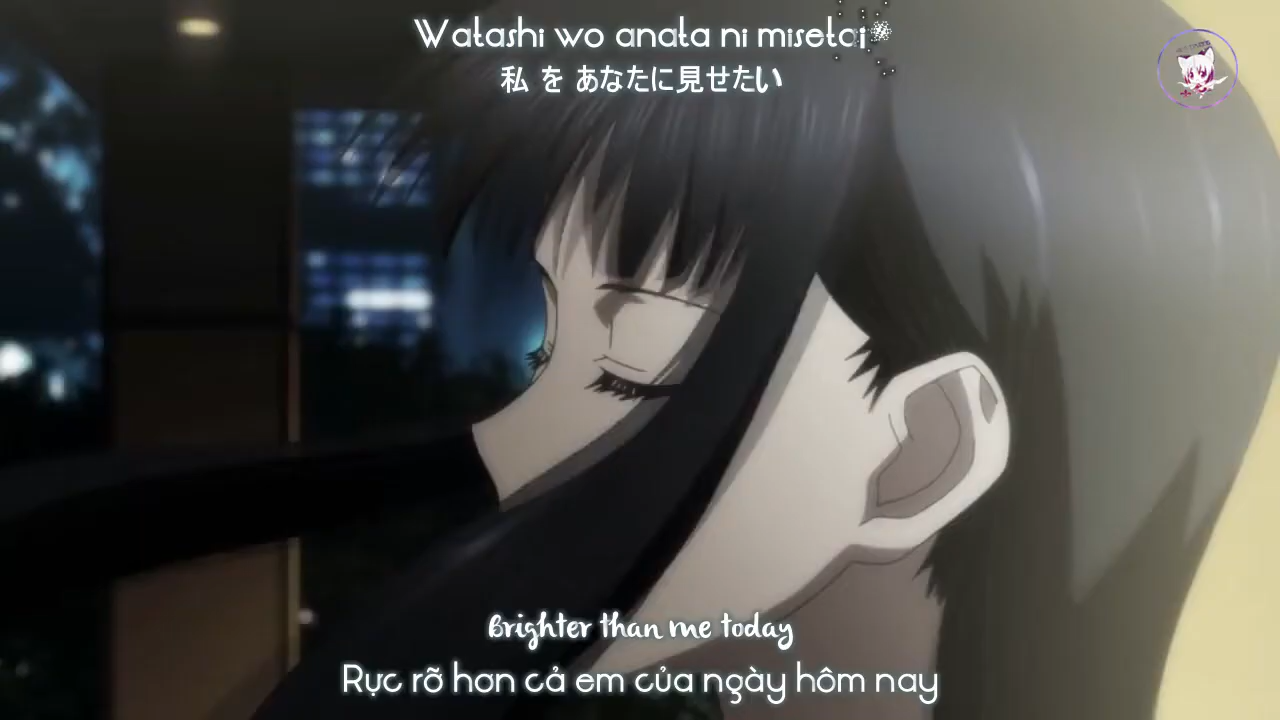 Watashi wo anata ni misetai
私 を あなたに見せたい
Brighter than me today
Rực rỡ hơn cả em của ngày hôm nay